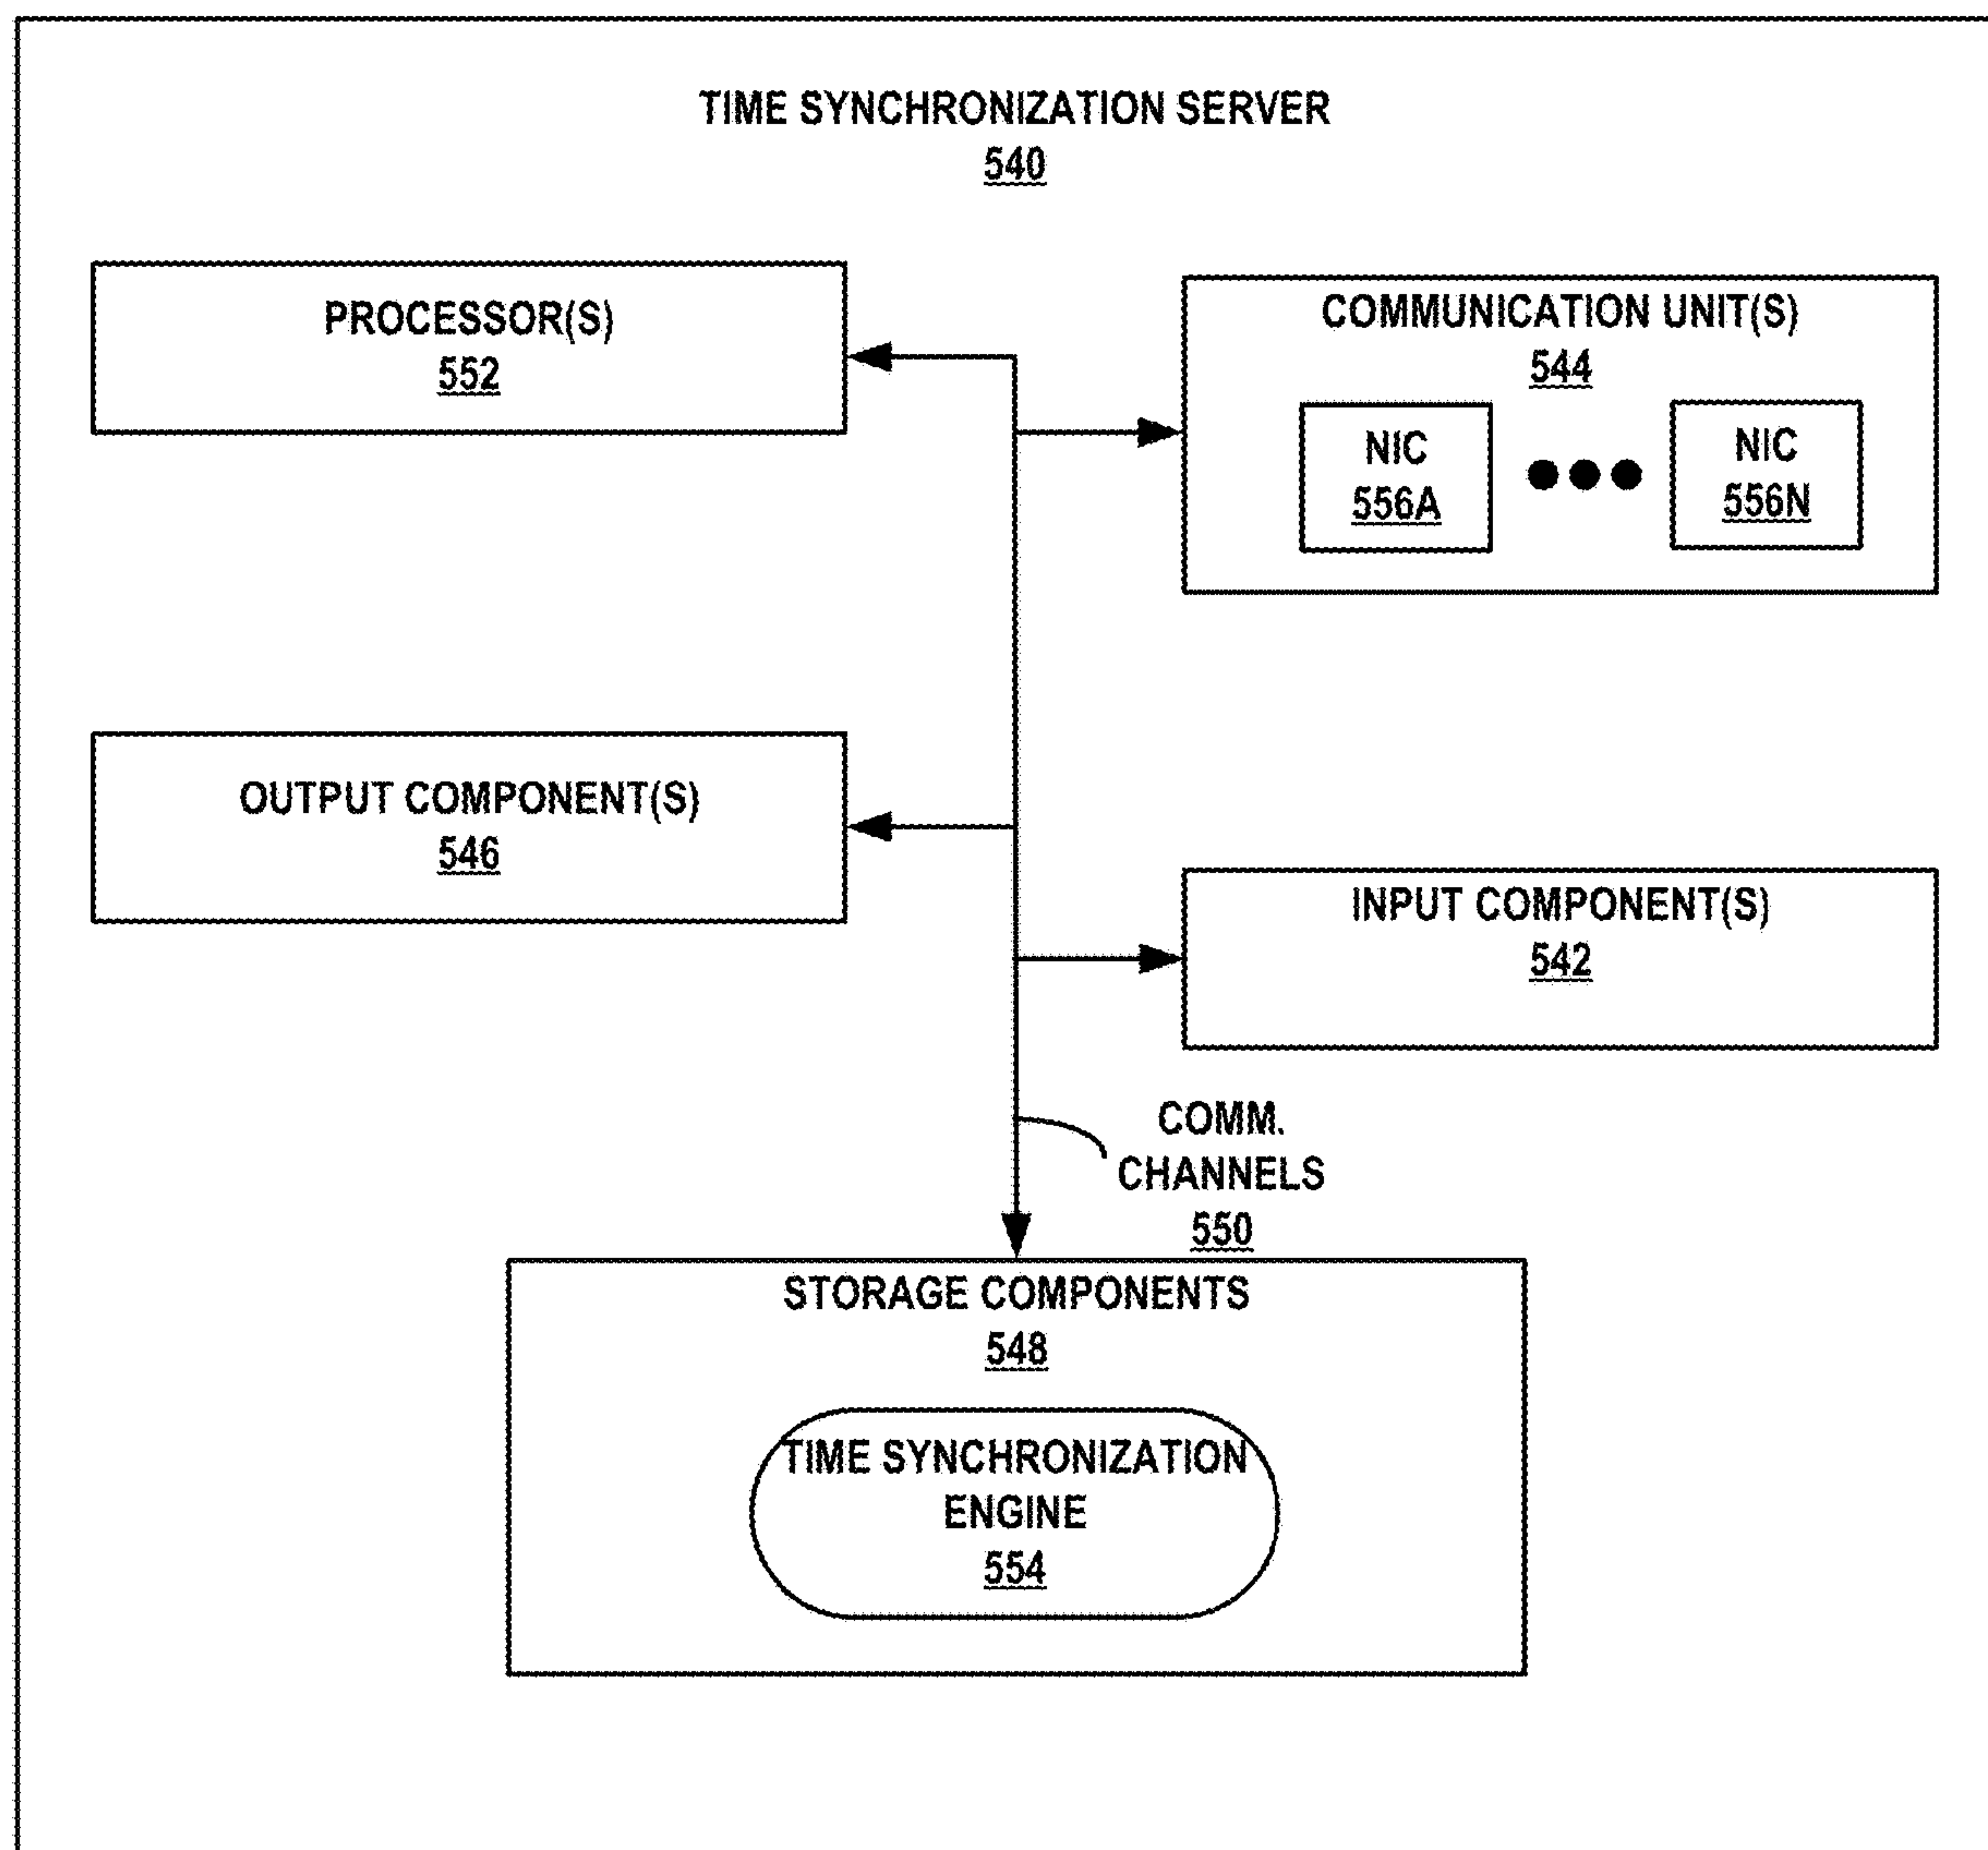 TIME SYNCHRONIZATION SERVER
540
PROCESSOR(S)
552
COMMUNICATION UNIT(S)
544
NIC
556A
NIC
556N
OUTPUT COMPONENT(S)
546
INPUT COMPONENT(S)
542
COMM.
CHANNELS
550
STORAGE COMPONENTS
548
TIME SYNCHRONIZATION
ENGINE
554